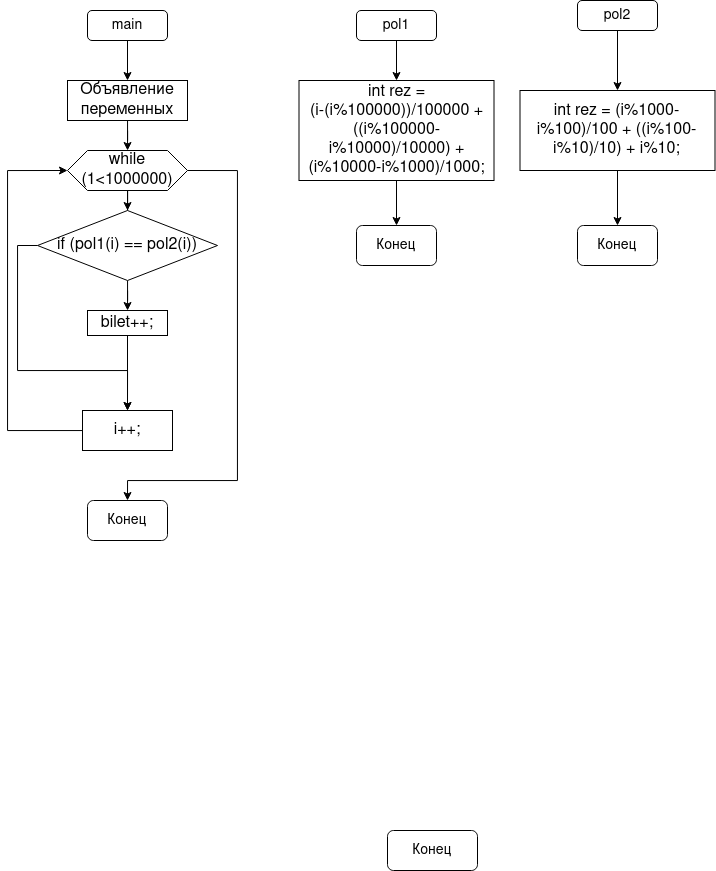 main
Объявление
переменных
while
(1<1000000)
if (pol1(i) == pol2(i))
bilet++;
i++;
Конец
pol1
int rez =
(i-(i%100000))/100000 +
((i%100000-
i%10000)/10000) +
(i%10000-i%1000)/1000;
Конец
pol2
int rez = (i%1000-
i%100)/100 + ((i%100-
i%10)/10) + i%10;
Конец
Конец